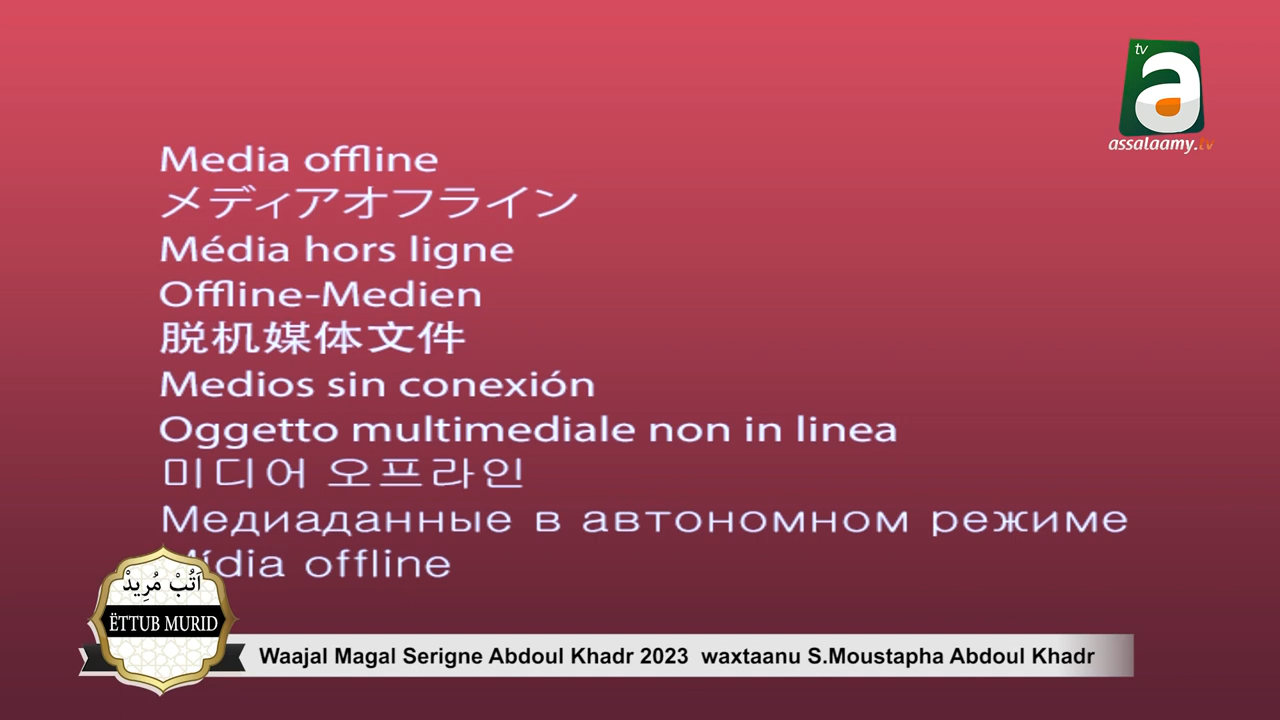 tv
a
assalaamy.tv
Media offline
メディアオフライン
Média hors ligne
Offline-Medien
脱机媒体文件
Medios sin conexión
Oggetto multimediale non in linea
미디어 오프라인
Медиаданные в автономном режиме
Mídia offline
اَتُبْ مُرِيدْ
ËTTUB MURID
Waajal Magal Serigne Abdoul Khadr 2023 waxtaanu S.Moustapha Abdoul Khadr